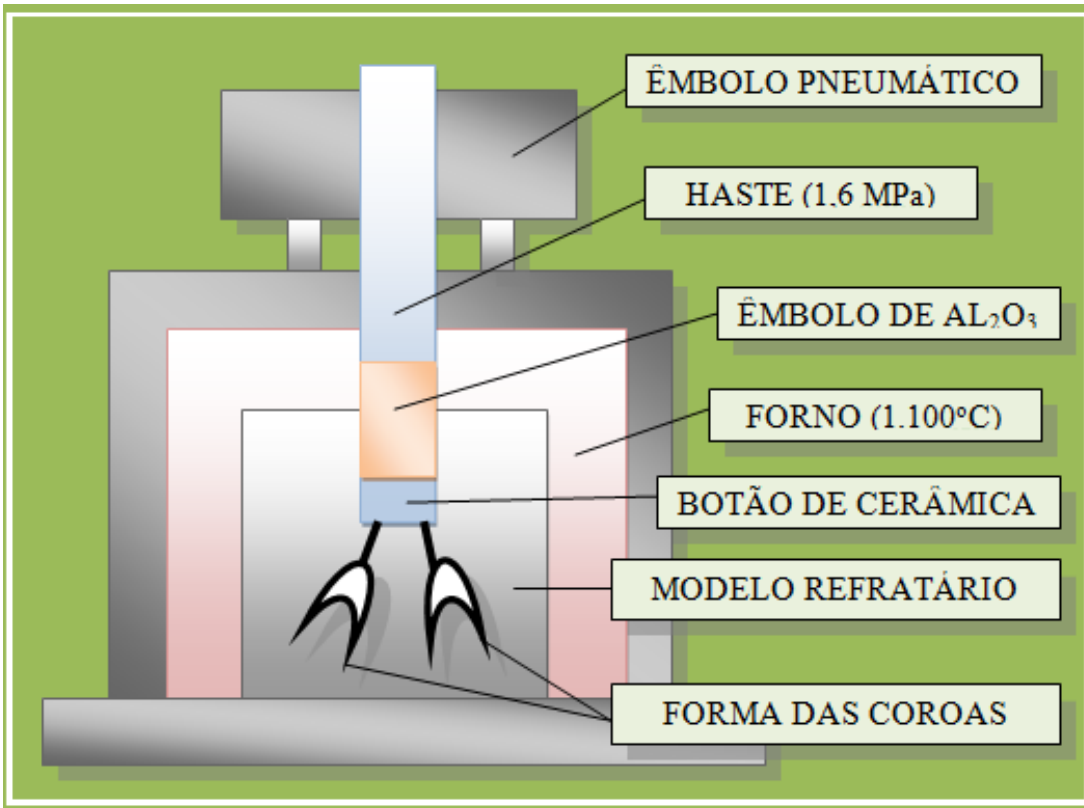 ÊMBOLO PNEUMÁTICO
HASTE (1,6 MPa)
ÊMBOLO DE AL₂O₃
FORNO (1.100°C)
BOTÃO DE CERÂMICA
MODELO REFRATÁRIO
FORMA DAS COROAS